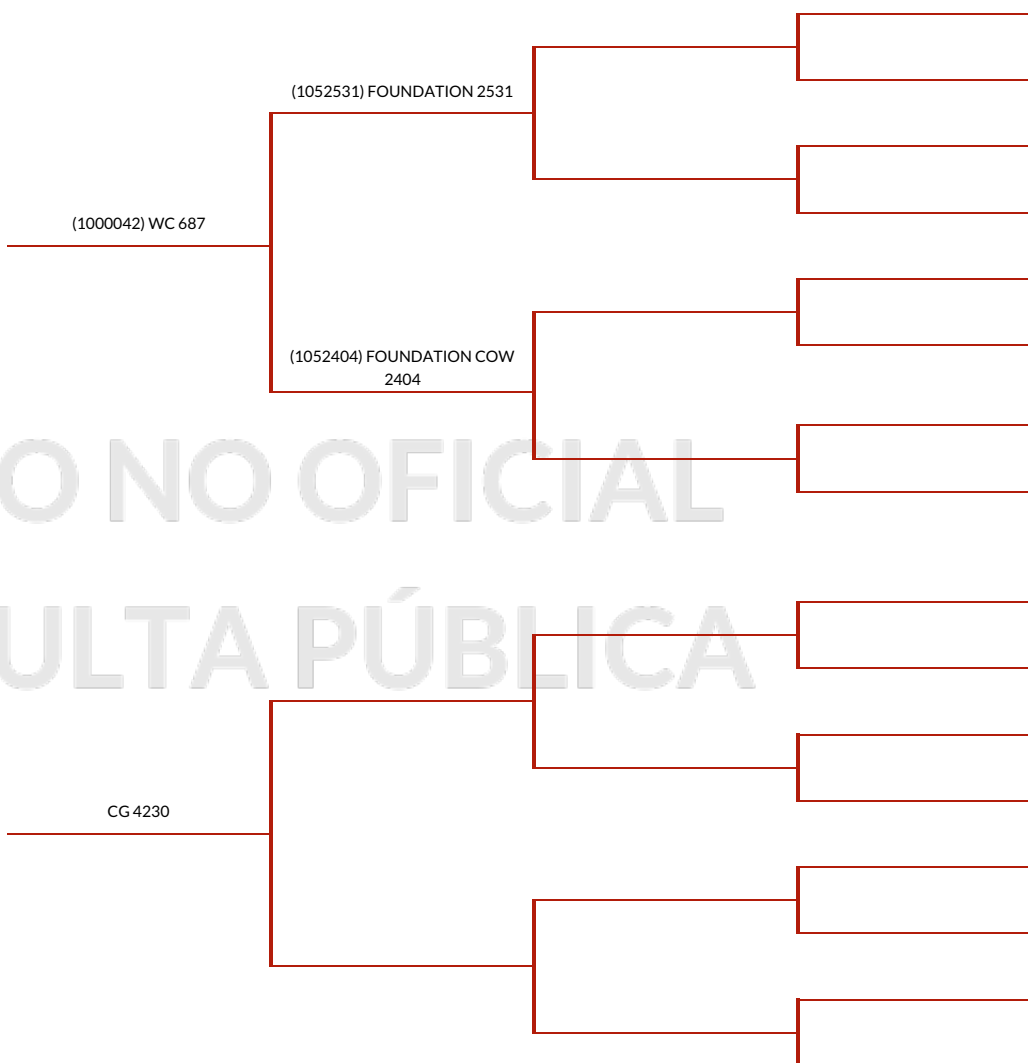 (1052531) FOUNDATION 2531
(1000042) WC 687
(1052404) FOUNDATION COW
2404
O NO OFICIAL
ULTA PÚBLICA
CG 4230